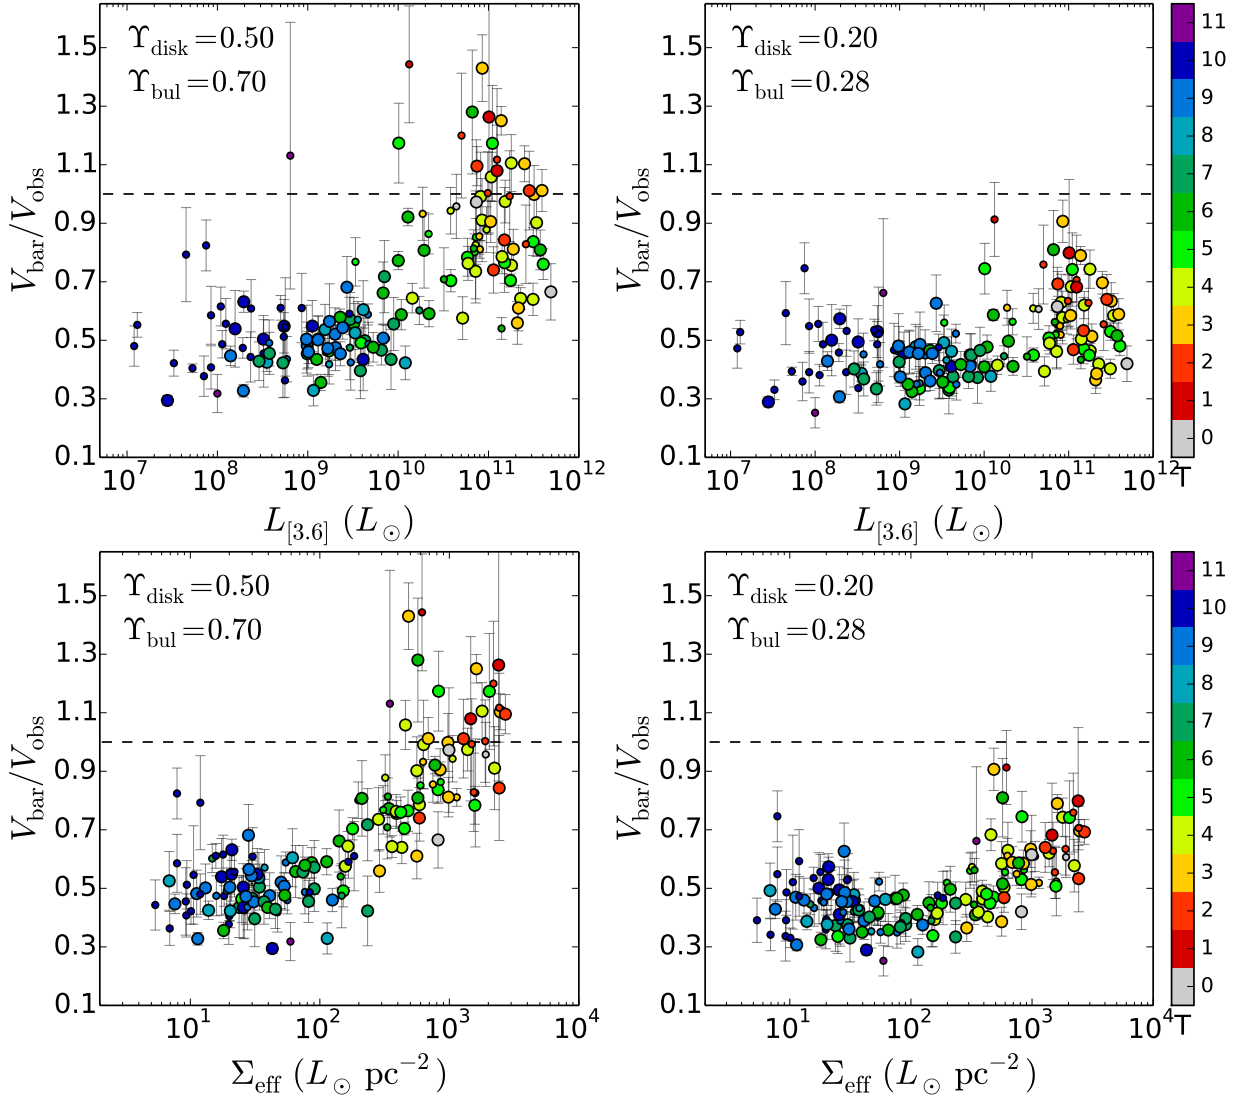 ϒdisk=0.50
ϒbul=0.70
1.5
1.3
1.1
0.9
0.7
0.5
0.3
0.1
Vbar/Vobs
10^7 10^8 10^9 10^10 10^11 10^12
L[3.6] (L⊙)
ϒdisk=0.20
ϒbul=0.28
1.5
1.3
1.1
0.9
0.7
0.5
0.3
0.1
Vbar/Vobs
10^7 10^8 10^9 10^10 10^11 10^12
L[3.6] (L⊙)
11
10
9
8
7
6
5
4
3
2
1
0
T
ϒdisk=0.50
ϒbul=0.70
1.5
1.3
1.1
0.9
0.7
0.5
0.3
0.1
Vbar/Vobs
10^1 10^2 10^3 10^4
Σeff (L⊙ pc^−2)
ϒdisk=0.20
ϒbul=0.28
1.5
1.3
1.1
0.9
0.7
0.5
0.3
0.1
Vbar/Vobs
10^1 10^2 10^3 10^4
Σeff (L⊙ pc^−2)
11
10
9
8
7
6
5
4
3
2
1
0
T